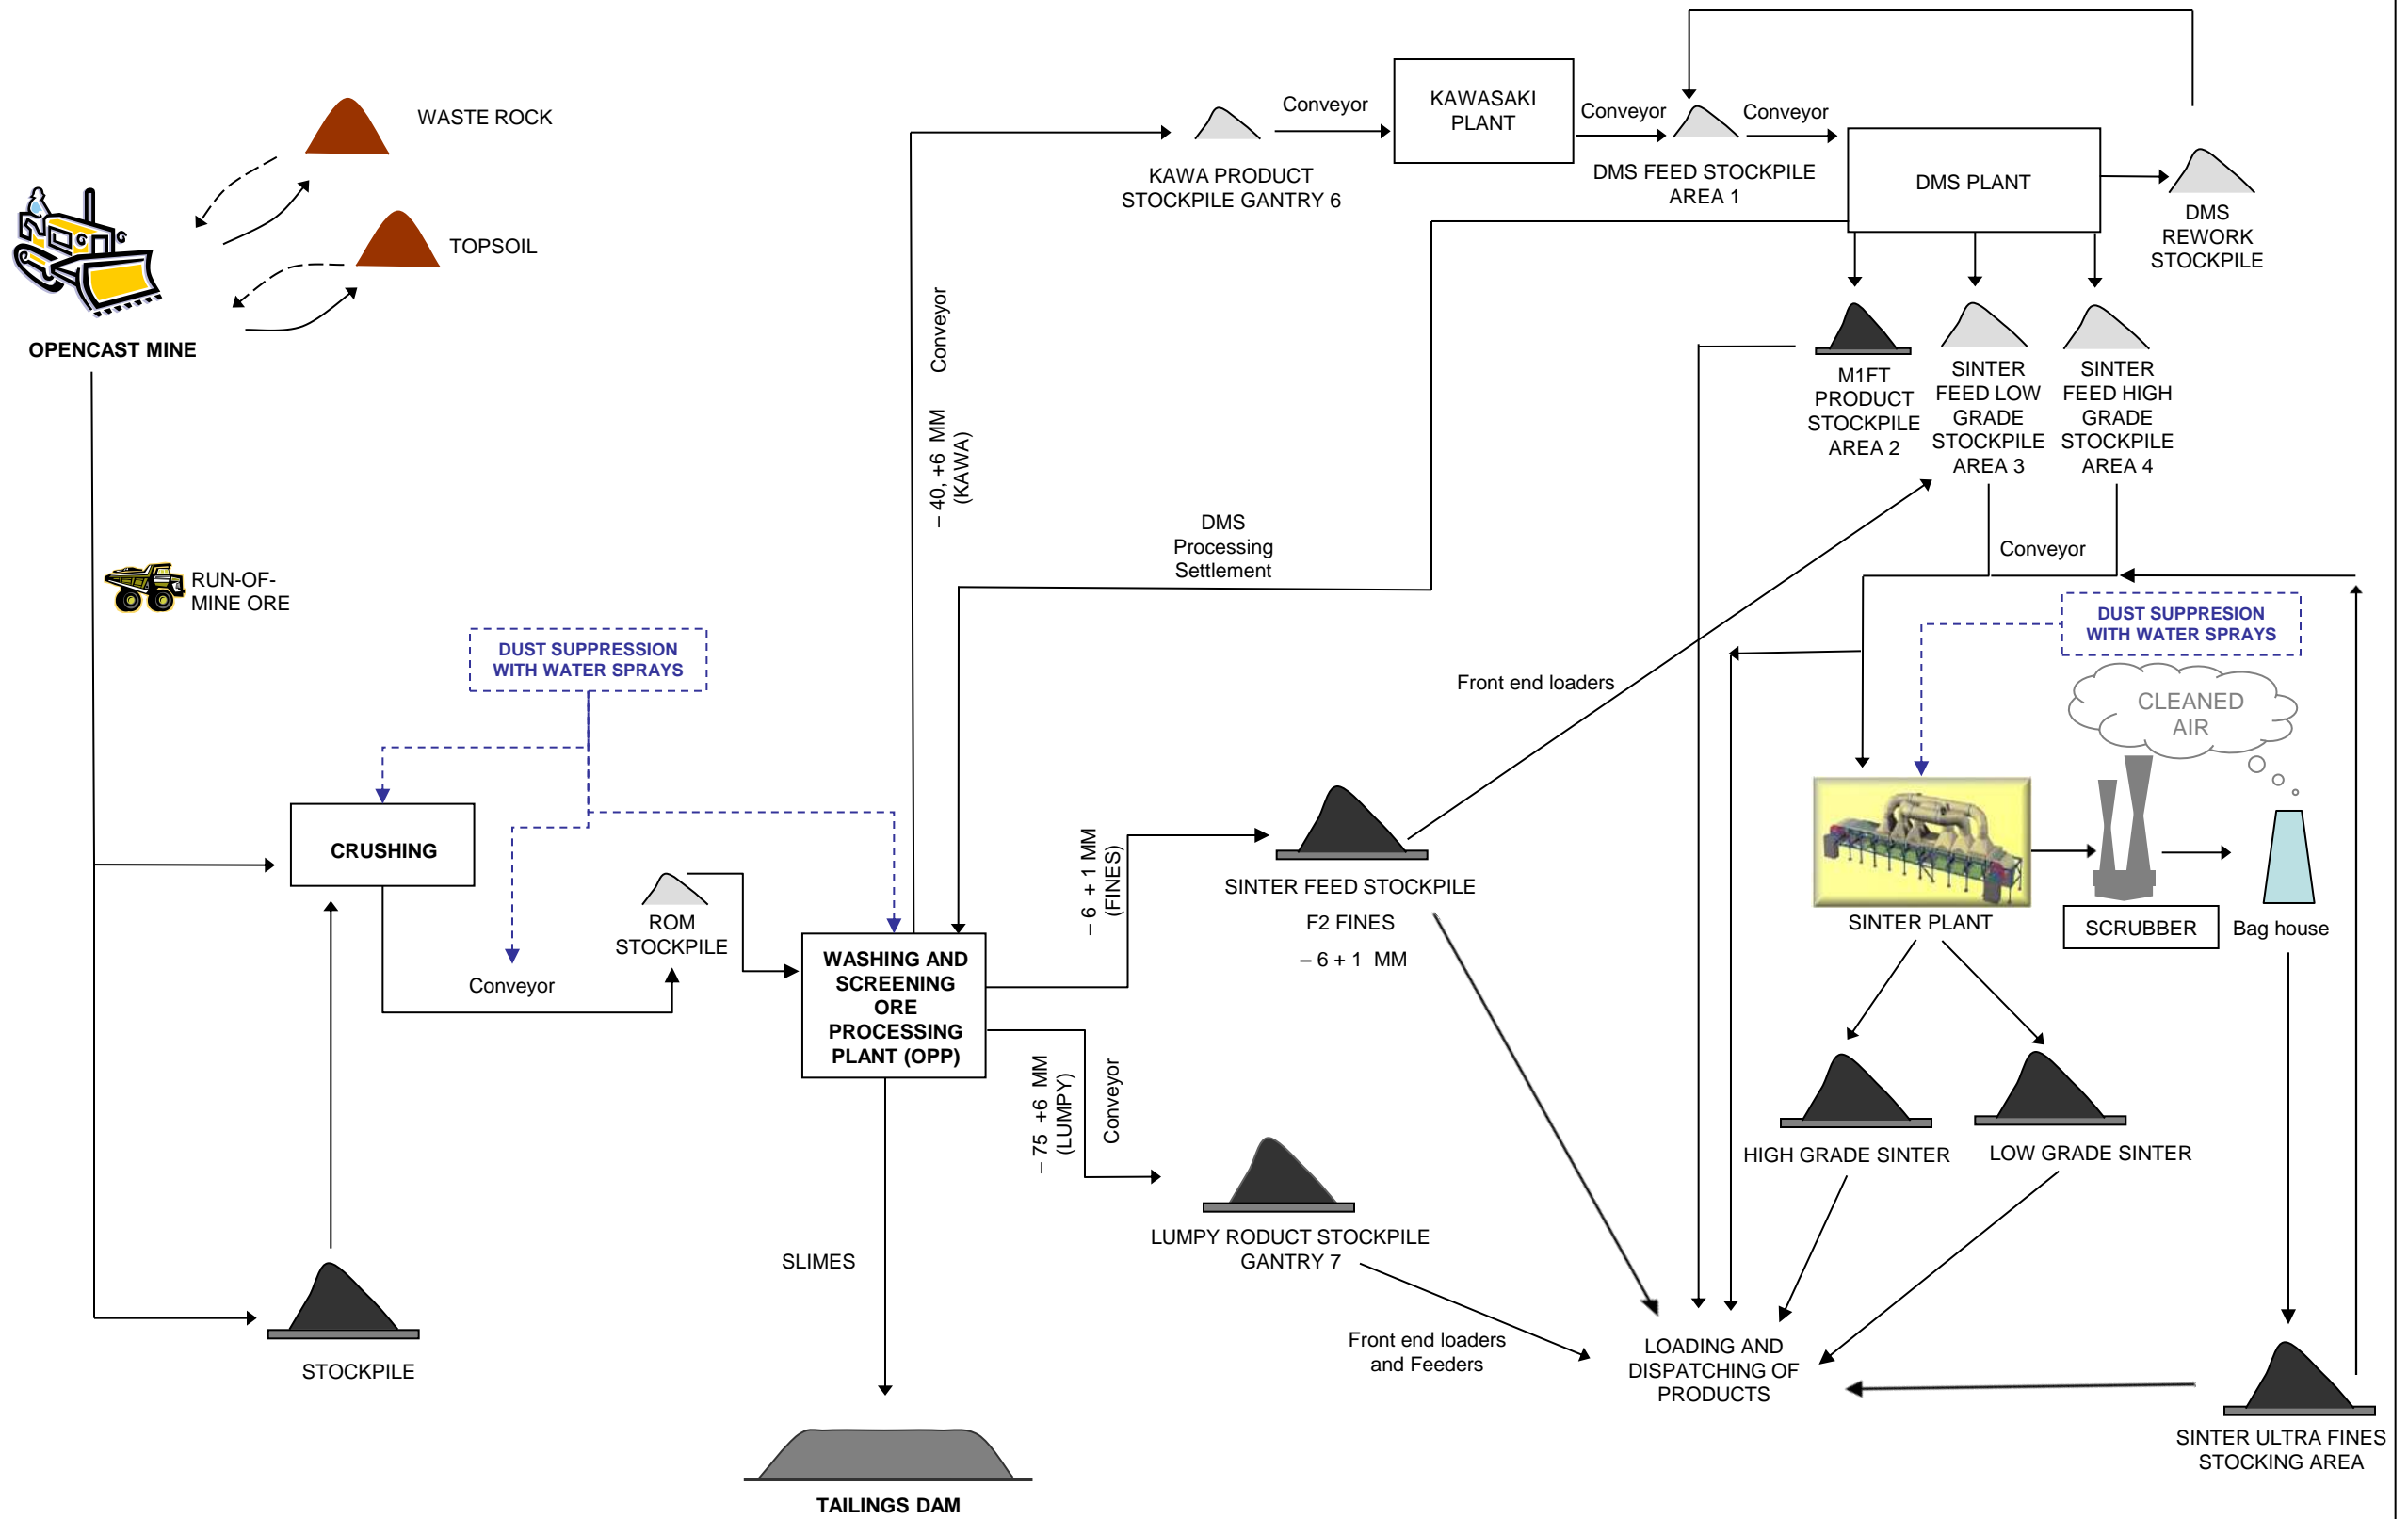 WASTE ROCK
TOPSOIL
OPENCAST MINE
RUN-OF-
MINE ORE
DUST SUPPRESSION
WITH WATER SPRAYS
CRUSHING
Conveyor
ROM
STOCKPILE
STOCKPILE
WASHING AND
SCREENING
ORE
PROCESSING
PLANT (OPP)
SLIMES
TAILINGS DAM
– 40, +6 MM Conveyor
(KAWA)
KAWA PRODUCT
STOCKPILE GANTRY 6
Conveyor
KAWASAKI
PLANT
Conveyor
DMS FEED STOCKPILE
AREA 1
Conveyor
DMS PLANT
DMS
REWORK
STOCKPILE
M1FT
PRODUCT
STOCKPILE
AREA 2
SINTER
FEED LOW
GRADE
STOCKPILE
AREA 3
SINTER
FEED HIGH
GRADE
STOCKPILE
AREA 4
Conveyor
DMS
Processing
Settlement
– 6 + 1 MM
(FINES)
SINTER FEED STOCKPILE
F2 FINES
– 6 + 1 MM
Front end loaders
– 75 +6 MM
(LUMPY)
Conveyor
LUMPY RODUCT STOCKPILE
GANTRY 7
Front end loaders
and Feeders
DUST SUPPRESION
WITH WATER SPRAYS
CLEANED
AIR
SINTER PLANT
SCRUBBER
Bag house
HIGH GRADE SINTER
LOW GRADE SINTER
LOADING AND
DISPATCHING OF
PRODUCTS
SINTER ULTRA FINES
STOCKING AREA